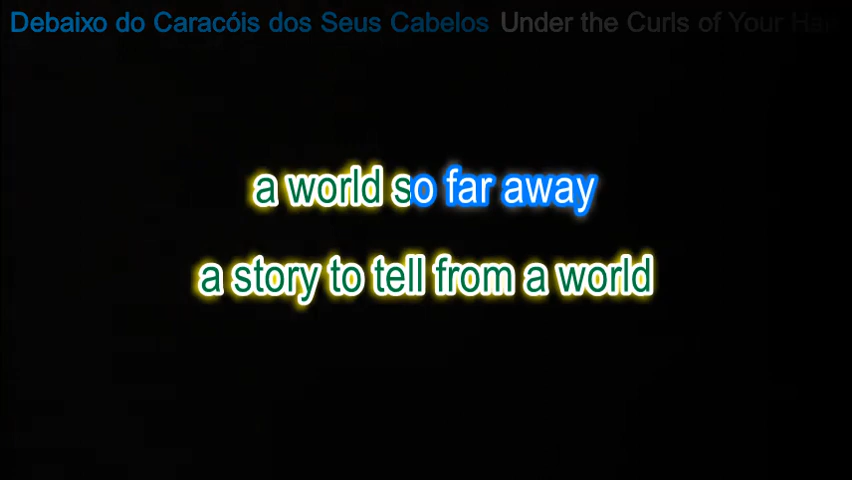 Debaixo do Caracóis dos Seus Cabelos Under the Curls of Your
a world so far away
a story to tell from a world